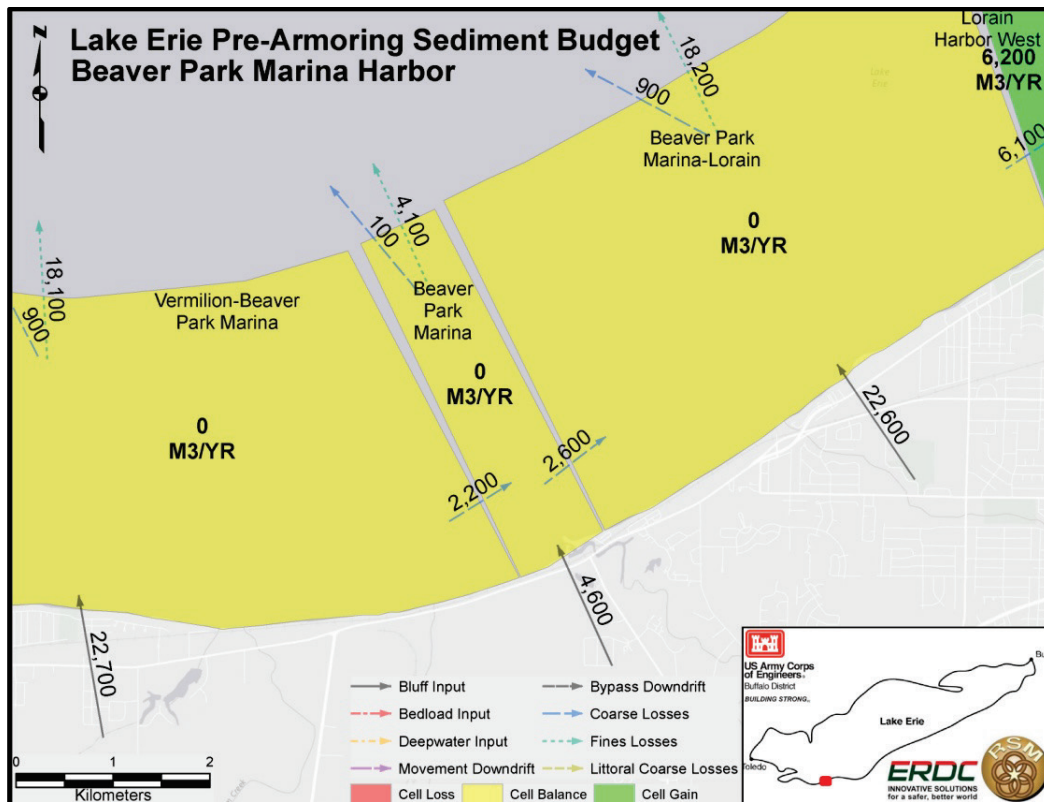 Lake Erie Pre-Armoring Sediment Budget
Beaver Park Marina Harbor
N
Lorain
Harbor West
6,200
M3/YR
6,100
18,200
900
Lake
Erie
Beaver Park
Marina-Lorain
0
M3/YR
4,100
100
Beaver
Park
Marina
0
M3/YR
18,100
900
Vermilion-Beaver
Park Marina
0
M3/YR
2,200
2,600
22,600
4,600
22,700
0 1 2
Kilometers
Bluff Input
Bedload Input
Deepwater Input
Movement Downdrift
Bypass Downdrift
Coarse Losses
Fines Losses
Littoral Coarse Losses
Cell Loss
Cell Balance
Cell Gain
US Army Corps
of Engineers®
Buffalo District
BUILDING STRONG®
Bu
Lake Erie
Toledo
ERDC
INNOVATIVE SOLUTIONS
for a safer, better world
RSM